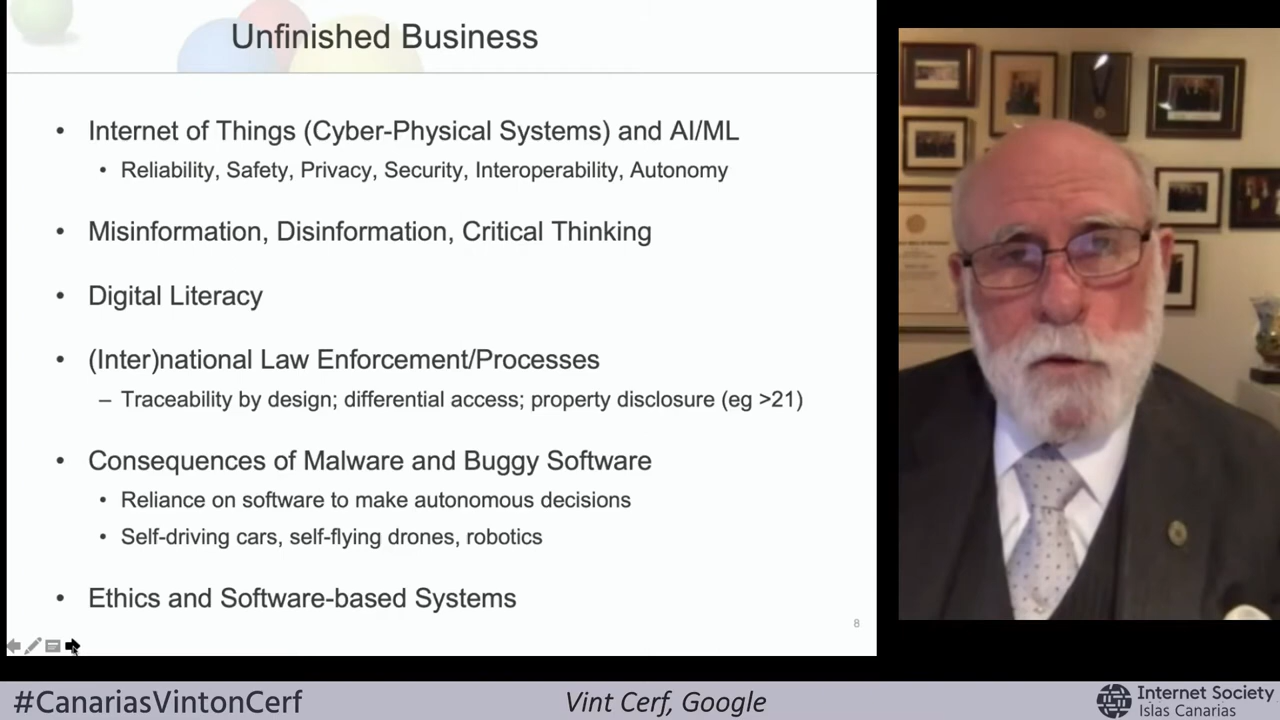 Unfinished Business
• Internet of Things (Cyber-Physical Systems) and AI/ML
• Reliability, Safety, Privacy, Security, Interoperability, Autonomy
• Misinformation, Disinformation, Critical Thinking
• Digital Literacy
• (Inter)national Law Enforcement/Processes
– Traceability by design; differential access; property disclosure (eg >21)
• Consequences of Malware and Buggy Software
• Reliance on software to make autonomous decisions
• Self-driving cars, self-flying drones, robotics
• Ethics and Software-based Systems
8
#CanariasVintonCerf
Vint Cerf, Google
Internet Society
Islas Canarias